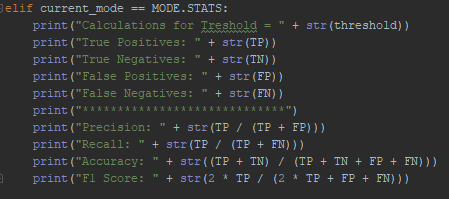 elif current_mode == MODE.STATS:
    print("Calculations for Treshold = " + str(threshold))
    print("True Positives: " + str(TP))
    print("True Negatives: " + str(TN))
    print("False Positives: " + str(FP))
    print("False Negatives: " + str(FN))
    print("*****************************")
    print("Precision: " + str(TP / (TP + FP)))
    print("Recall: " + str(TP / (TP + FN)))
    print("Accuracy: " + str((TP + TN) / (TP + TN + FP + FN)))
    print("F1 Score: " + str(2 * TP / (2 * TP + FP + FN)))